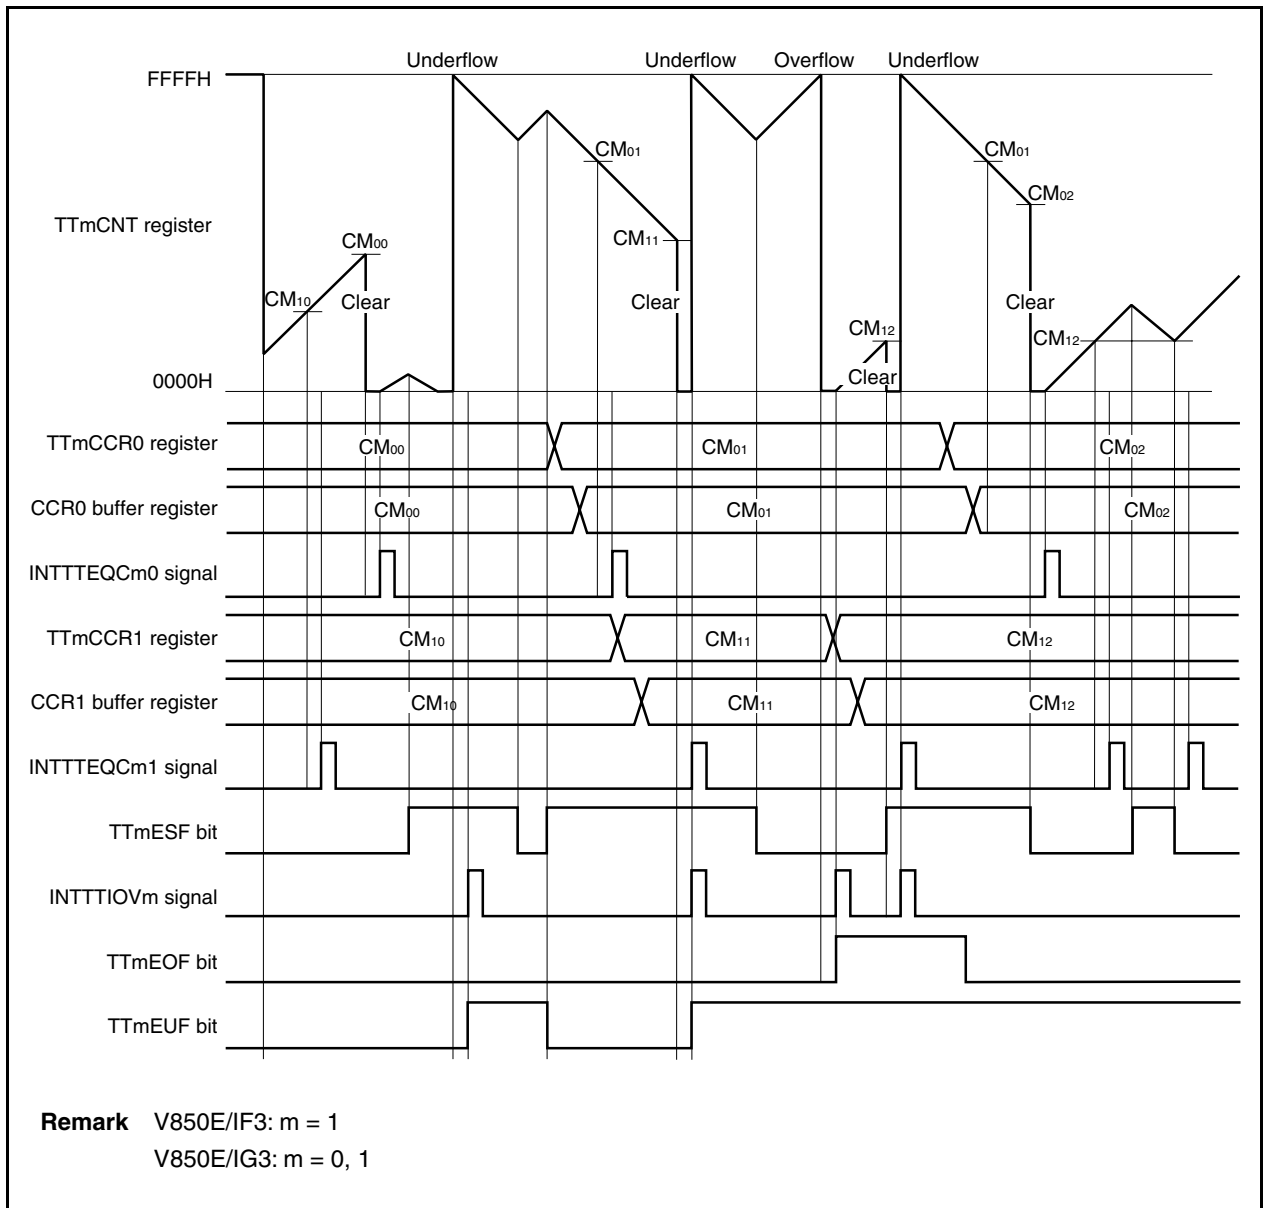 Underflow Underflow Overflow Underflow
FFFFH
CM01 CM01
CM02
TTmCNT register
CM00 CM11
CM10 Clear Clear Clear
CM12 CM12
Clear
0000H
TTmCCR0 register CM00 CM01 CM02
CCR0 buffer register CM00 CM01 CM02
INTTTEQCm0 signal
TTmCCR1 register CM10 CM11 CM12
CCR1 buffer register CM10 CM11 CM12
INTTTEQCm1 signal
TTmESF bit
INTTTIOVm signal
TTmEOF bit
TTmEUF bit
Remark V850E/IF3: m = 1
V850E/IG3: m = 0, 1